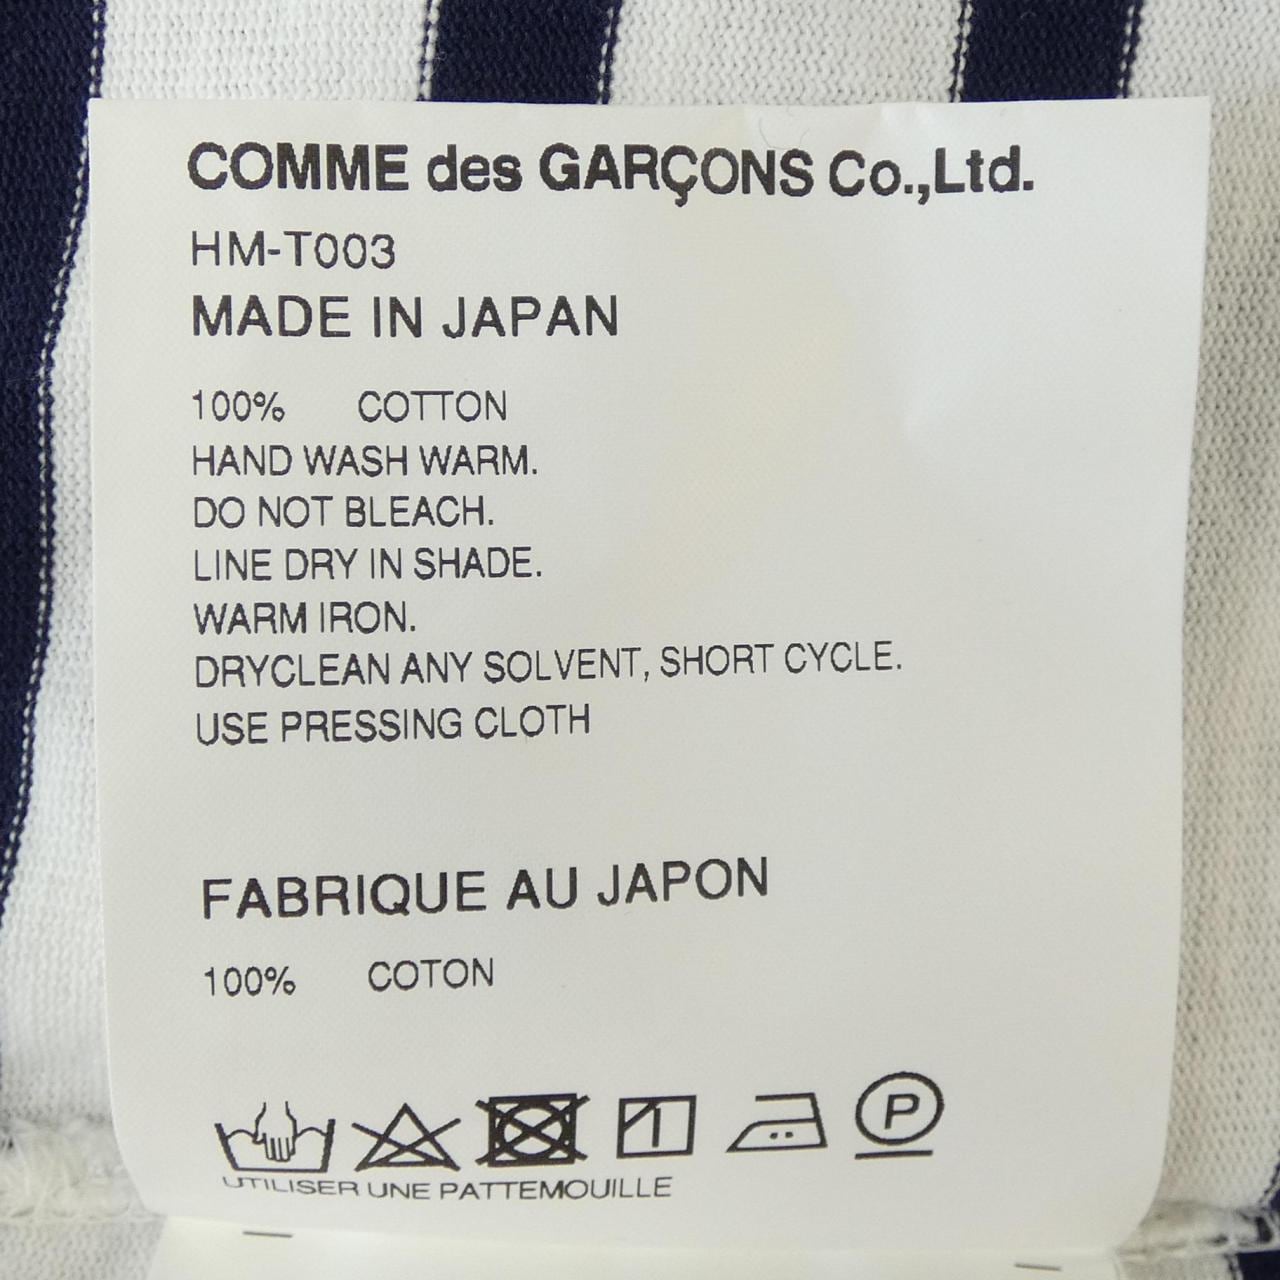 COMME des GARÇONS Co.,Ltd.
HM-T003
MADE IN JAPAN
100% COTTON
HAND WASH WARM.
DO NOT BLEACH.
LINE DRY IN SHADE.
WARM IRON.
DRYCLEAN ANY SOLVENT, SHORT CYCLE.
USE PRESSING CLOTH
FABRIQUE AU JAPON
100% COTON
P
UTILISER UNE PATTEMOUILLE